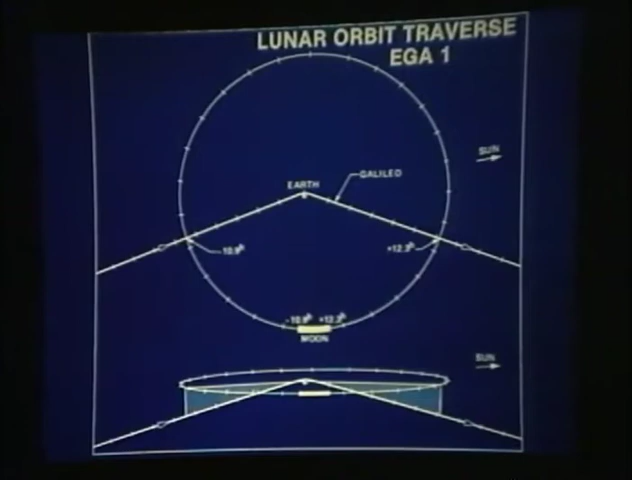 LUNAR ORBIT TRAVERSE
EGA 1
SUN
EARTH
GALILEO
-10.9h
+12.3h
-10.9h +12.3h
MOON
SUN